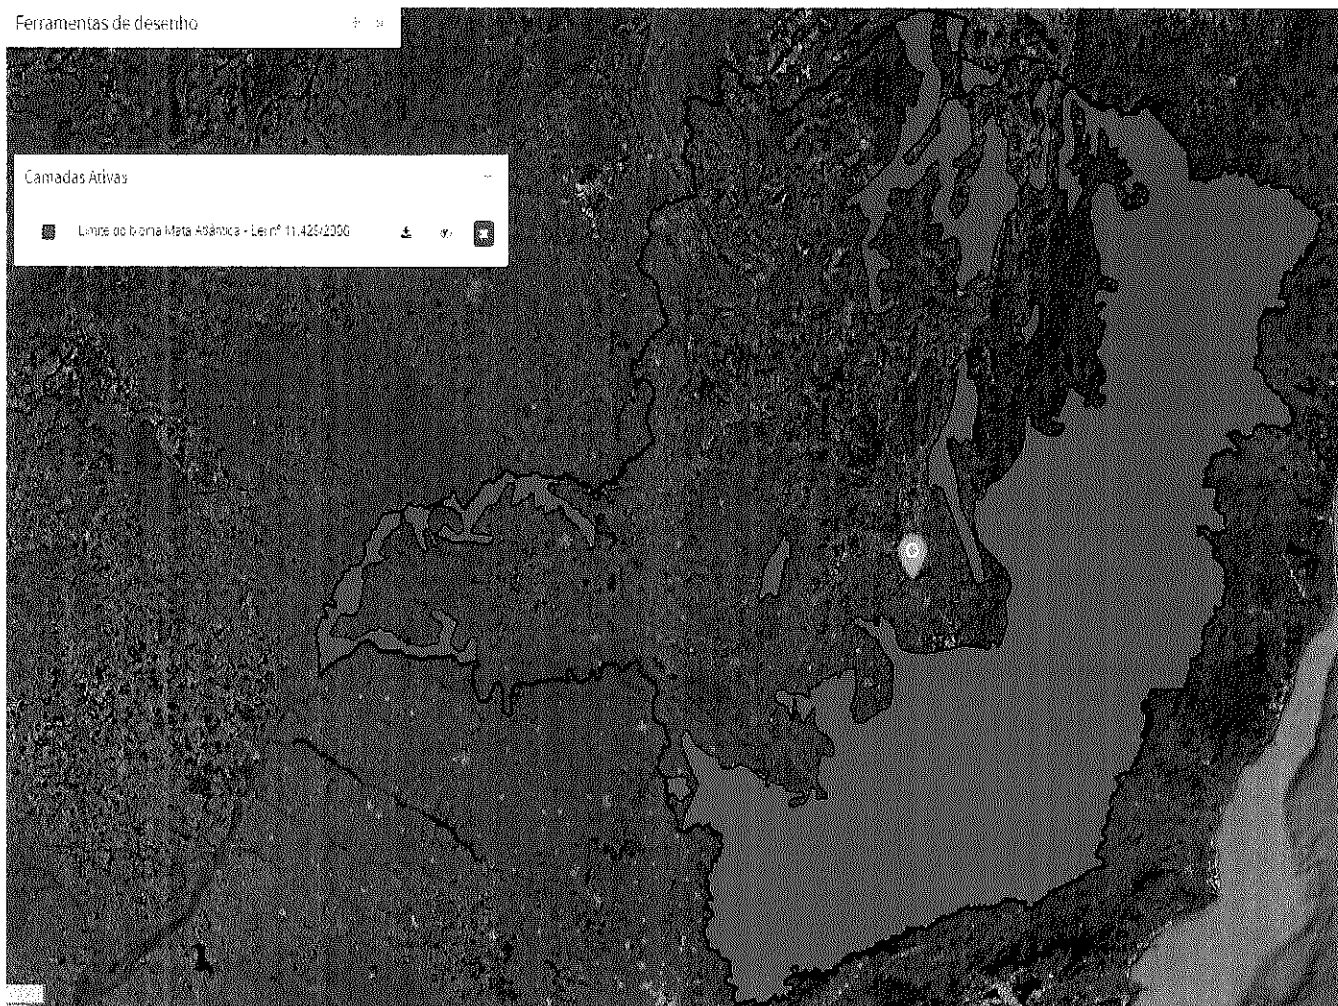 Ferramentas de desenho
Camadas Ativas
Limite do bioma Mata Atlântica - Lei nº 11.428/2006